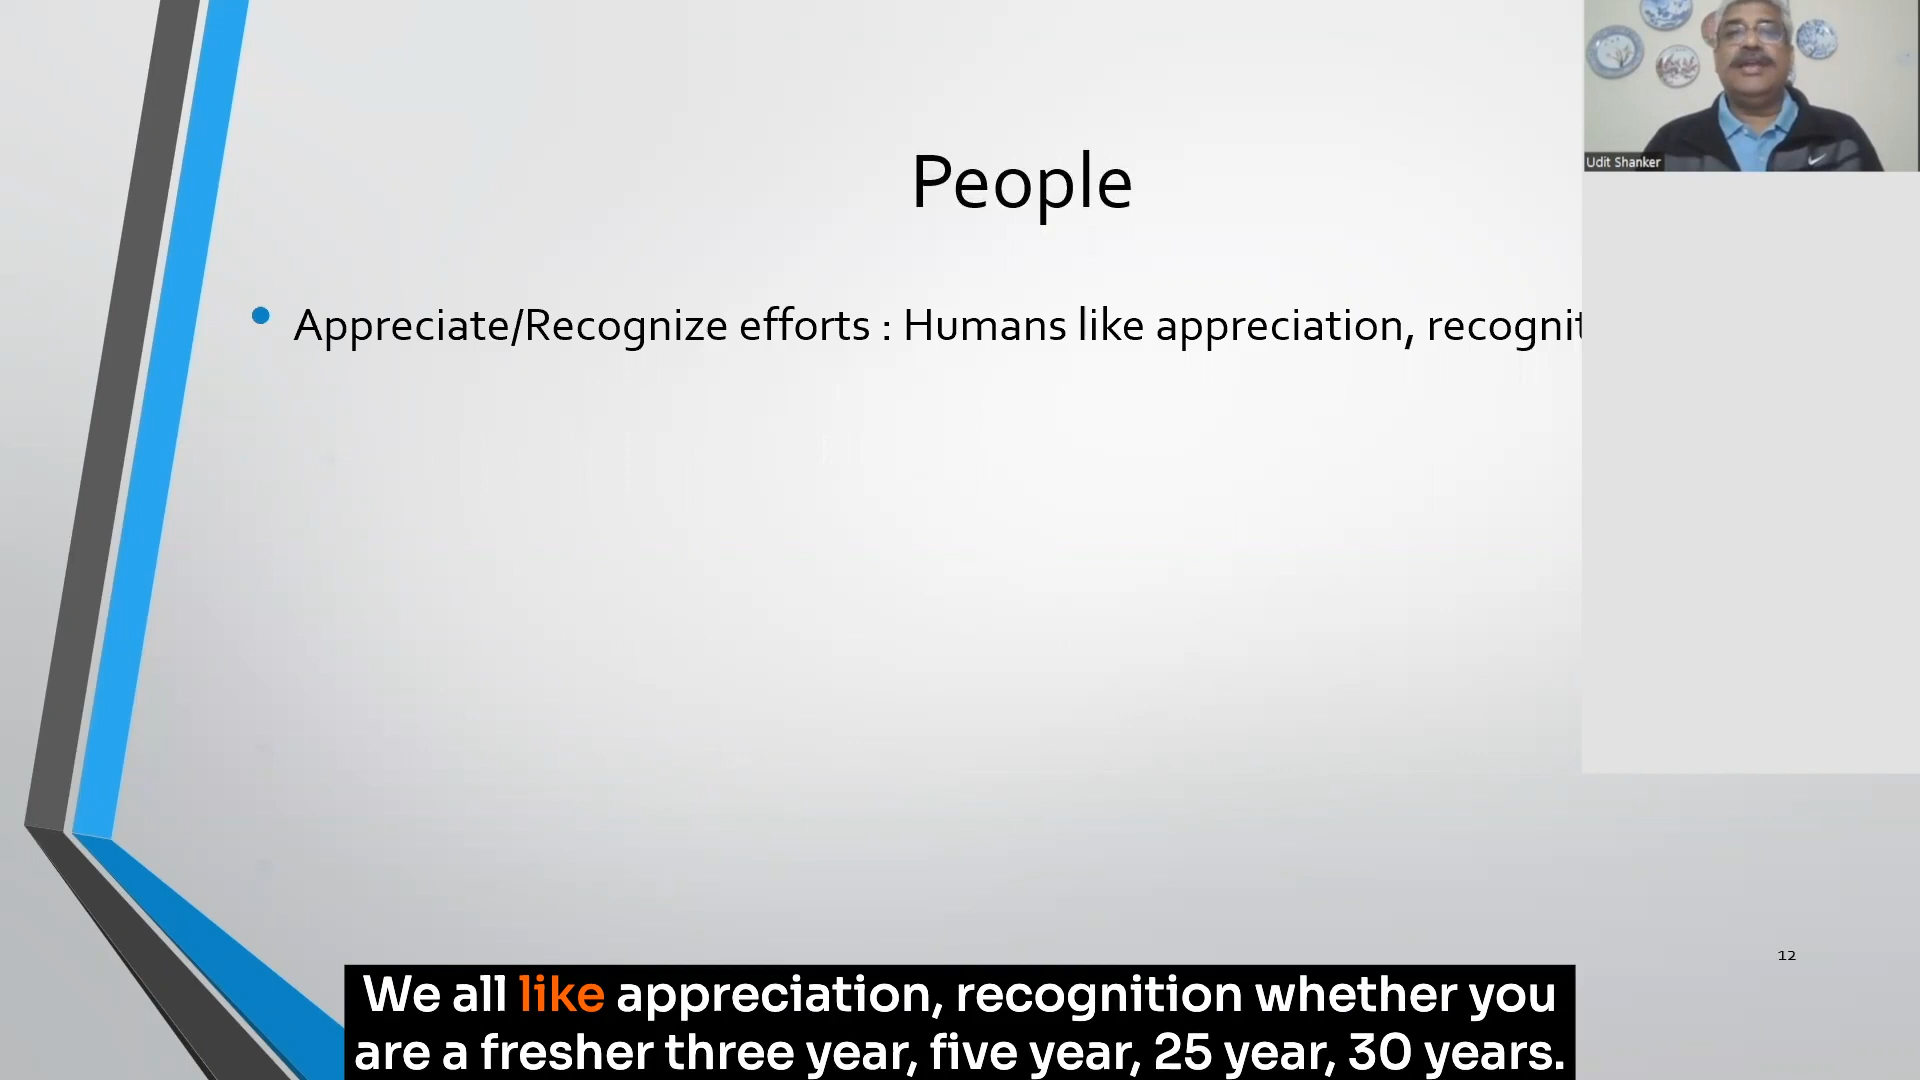 Udit Shanker
People
• Appreciate/Recognize efforts : Humans like appreciation,
12
We all like appreciation, recognition whether you
are a fresher three year, five year, 25 year, 30 years.